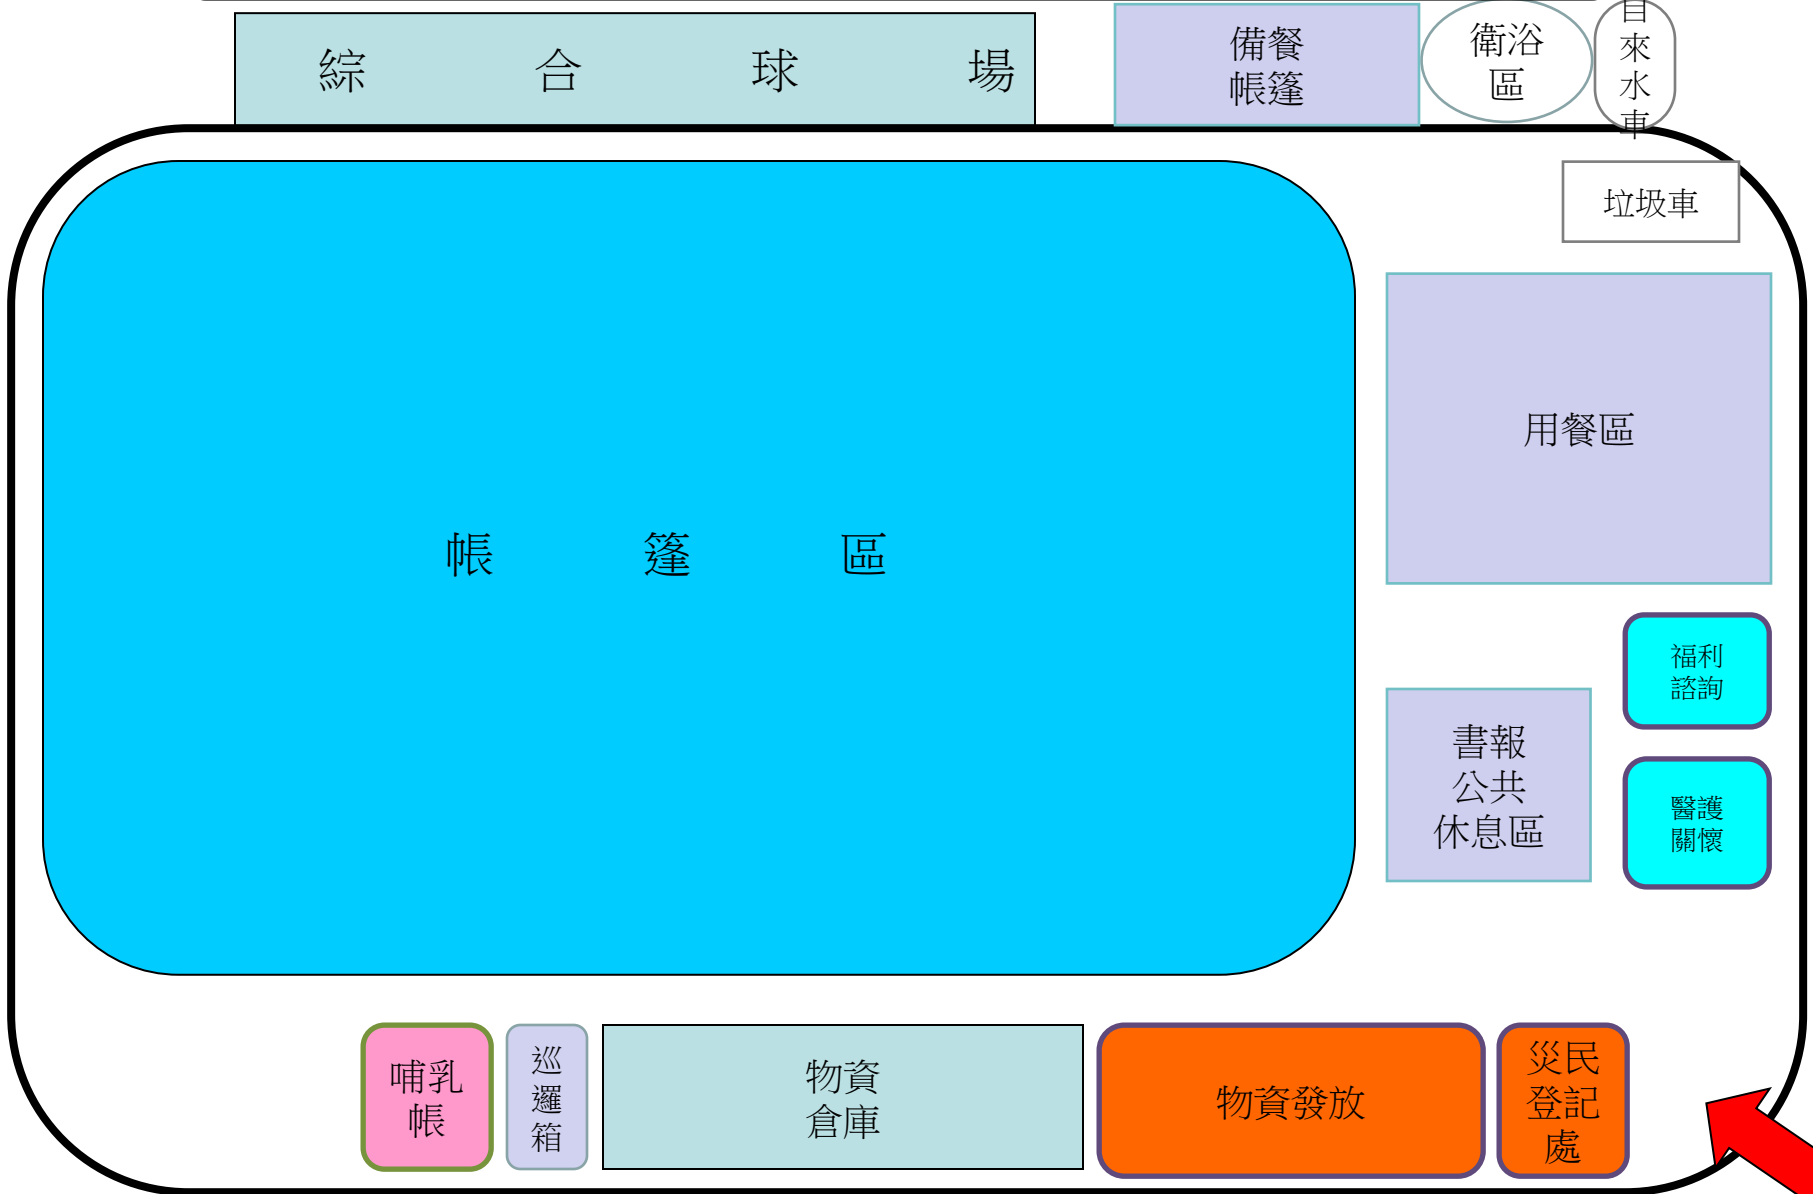 綜合球場
備餐
帳篷
衛浴
區
自
來
水
車
垃圾車
用餐區
帳篷區
福利
諮詢
書報
公共
休息區
醫護
關懷
哺乳
帳
巡
邏
箱
物資
倉庫
物資發放
災民
登記
處